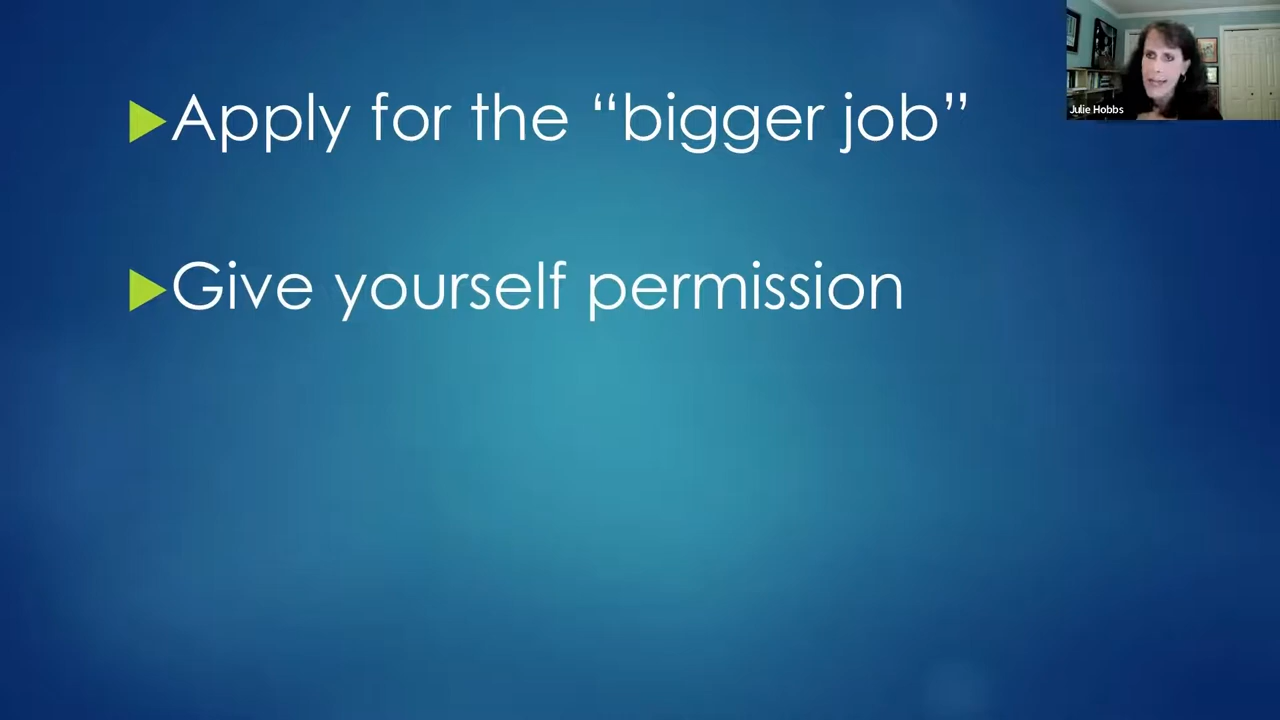 Apply for the “bigger job”
Give yourself permission
Julie Hobbs